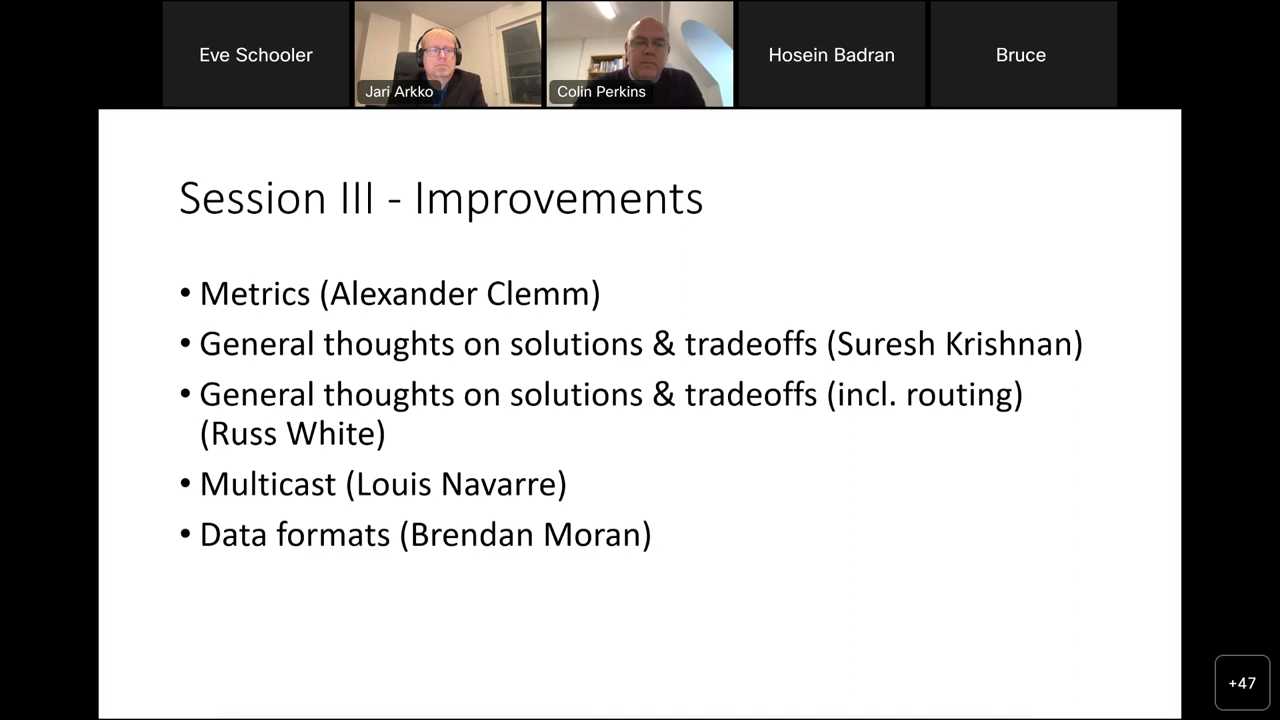 Eve Schooler
Jari Arkko
Colin Perkins
Hosein Badran
Bruce
Session III - Improvements
• Metrics (Alexander Clemm)
• General thoughts on solutions & tradeoffs (Suresh Krishnan)
• General thoughts on solutions & tradeoffs (incl. routing)
(Russ White)
• Multicast (Louis Navarre)
• Data formats (Brendan Moran)
+47